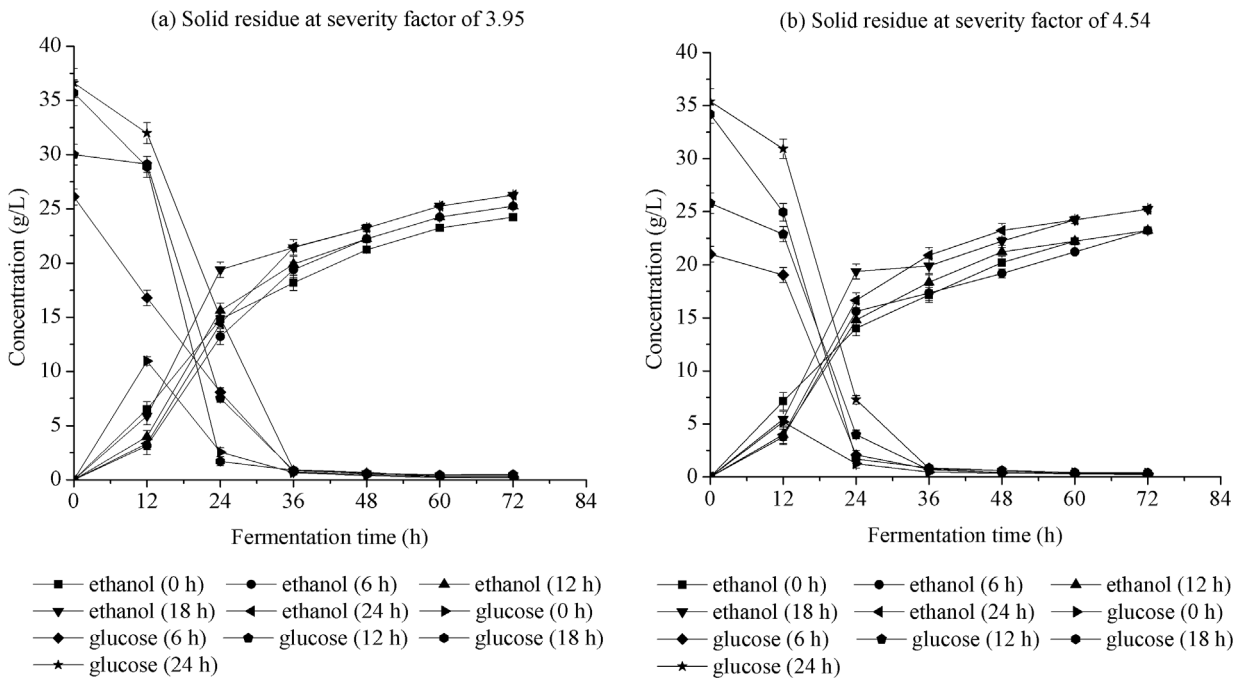 (a) Solid residue at severity factor of 3.95
40
35
30
25
20
15
10
5
0
Concentration (g/L)
0 12 24 36 48 60 72 84
Fermentation time (h)
ethanol (0 h) ethanol (6 h) ethanol (12 h)
ethanol (18 h) ethanol (24 h) glucose (0 h)
glucose (6 h) glucose (12 h) glucose (18 h)
glucose (24 h)
(b) Solid residue at severity factor of 4.54
40
35
30
25
20
15
10
5
0
Concentration (g/L)
0 12 24 36 48 60 72 84
Fermentation time (h)
ethanol (0 h) ethanol (6 h) ethanol (12 h)
ethanol (18 h) ethanol (24 h) glucose (0 h)
glucose (6 h) glucose (12 h) glucose (18 h)
glucose (24 h)